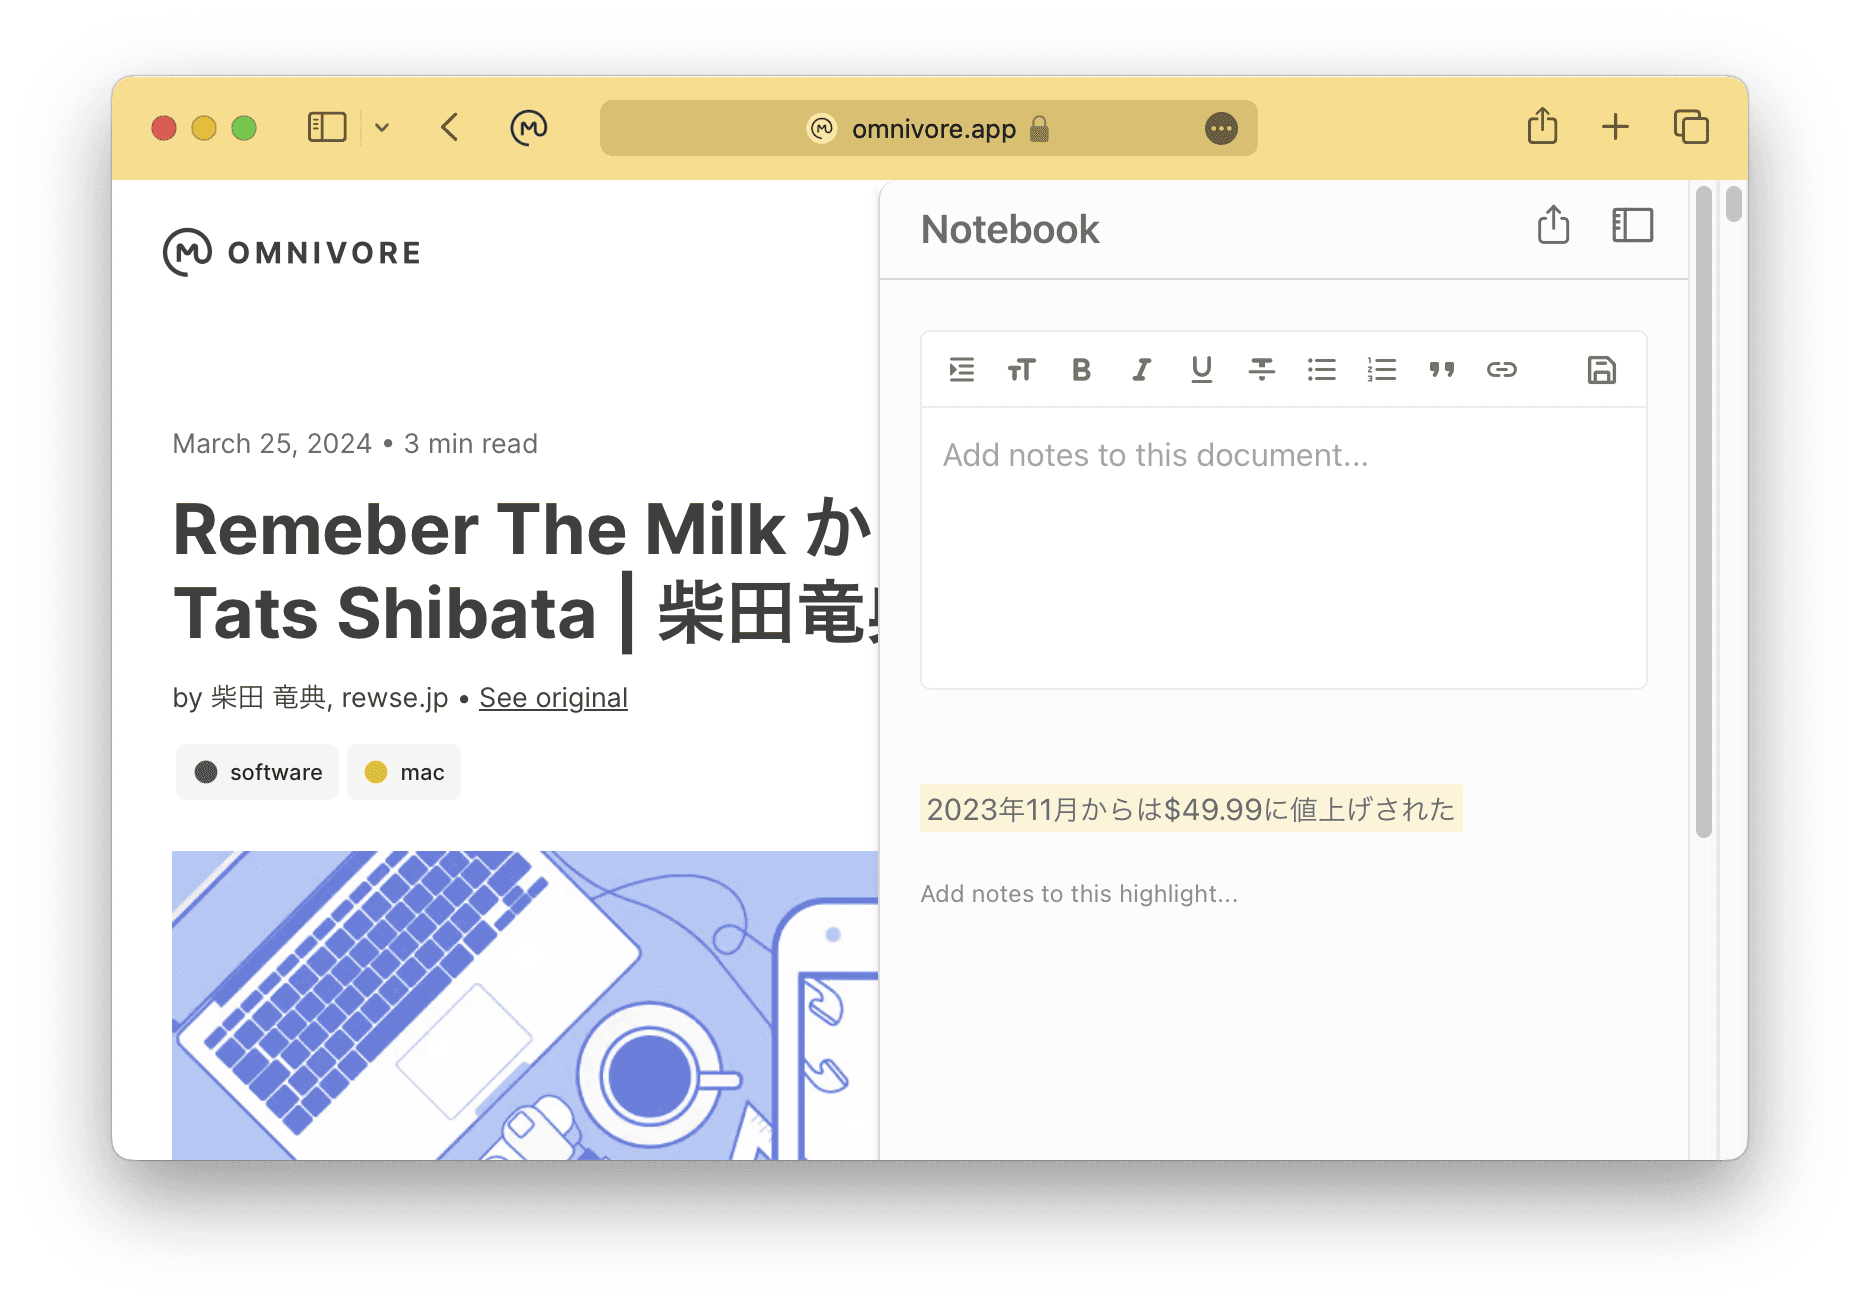 omnivore.app
OMNIVORE
March 25, 2024 • 3 min read
Remeber The Milk か
Tats Shibata | 柴田竜
by 柴田 竜典, rewse.jp • See original
software
mac
Notebook
Add notes to this document...
2023年11月からは$49.99に値上げされた
Add notes to this highlight...